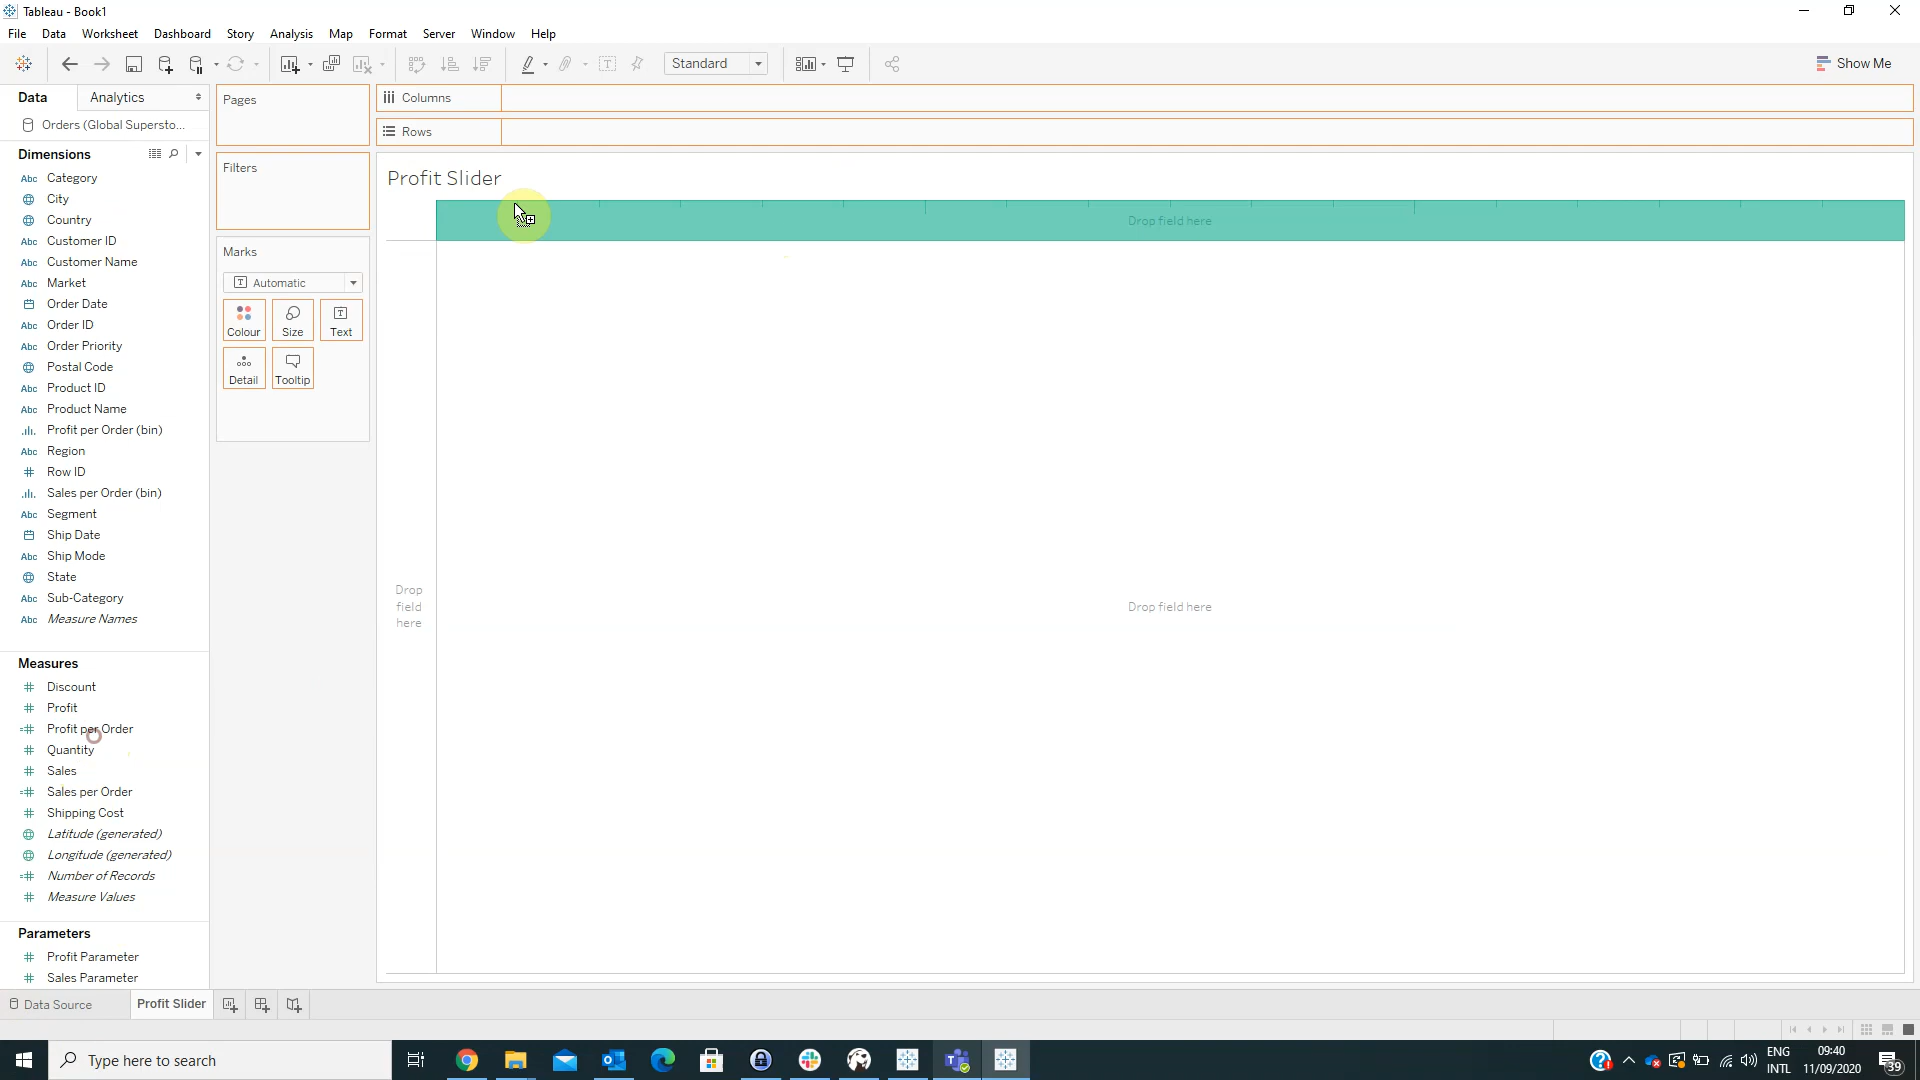 Tableau - Book1
File Data Worksheet Dashboard Story Analysis Map Format Server Window Help
Standard
Show Me
Data Analytics
Pages
Columns
Orders (Global Supersto...
Rows
Dimensions
Filters
Profit Slider
Drop field here
Category
City
Country
Customer ID
Marks
Customer Name
Market
Automatic
Order Date
Order ID
Colour Size Text
Order Priority
Postal Code
Detail Tooltip
Product ID
Product Name
Profit per Order (bin)
Region
Row ID
Sales per Order (bin)
Segment
Ship Date
Ship Mode
State
Sub-Category
Measure Names
Drop
field
here
Drop field here
Measures
Discount
Profit
Profit per Order
Quantity
Sales
Sales per Order
Shipping Cost
Latitude (generated)
Longitude (generated)
Number of Records
Measure Values
Parameters
Profit Parameter
Sales Parameter
Data Source Profit Slider
Type here to search
ENG
INTL
09:40
11/09/2020
39